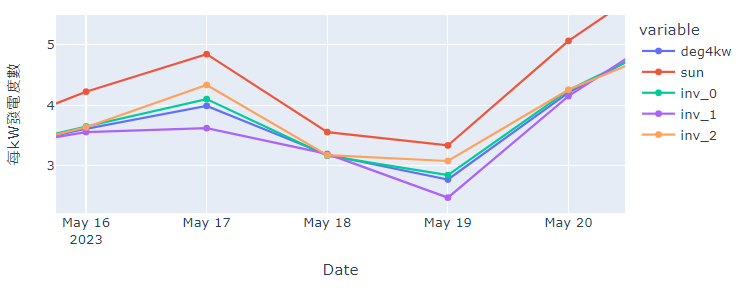 每kW發電度數
5
4
3
May 16
2023
May 17
May 18
May 19
May 20
Date
variable
deg4kw
sun
inv_0
inv_1
inv_2